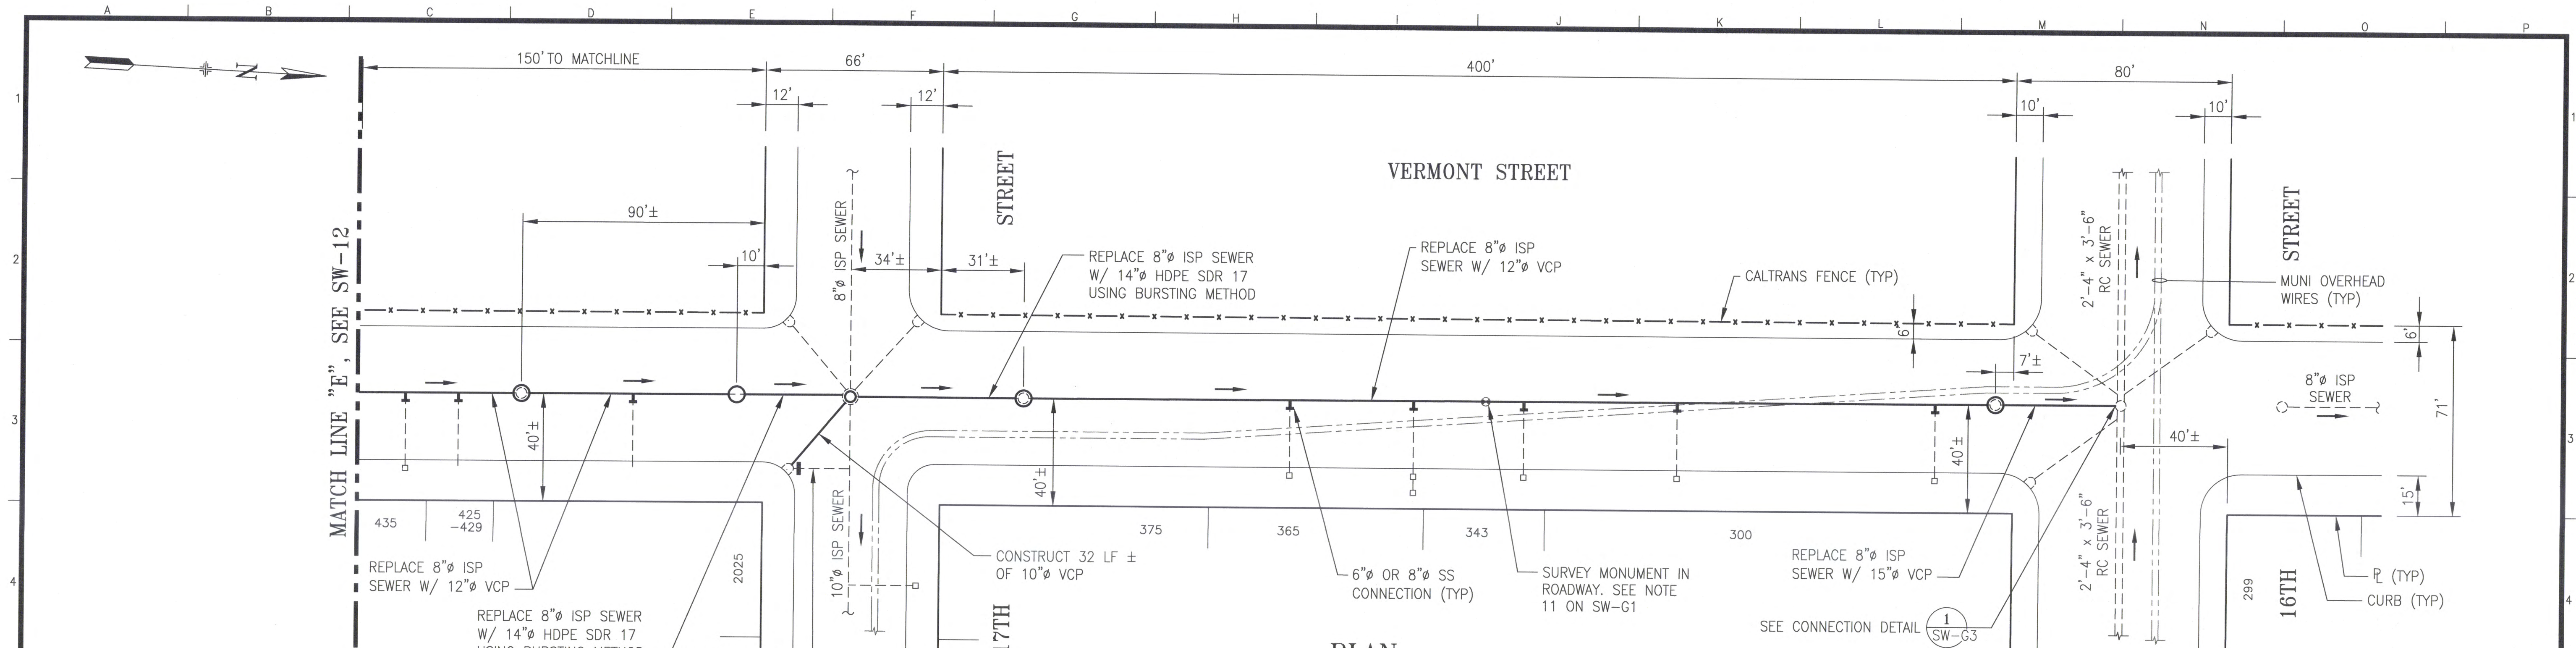 A B C D E F G H J K L M N O P
1
2
3
4
1
2
3
4
N
150' TO MATCHLINE
66'
400'
80'
12'
12'
10'
10'
VERMONT STREET
STREET
STREET
90'±
10'
34'±
31'±
8"ø ISP SEWER
REPLACE 8"ø ISP SEWER
W/ 14"ø HDPE SDR 17
USING BURSTING METHOD
REPLACE 8"ø ISP
SEWER W/ 12"ø VCP
CALTRANS FENCE (TYP)
2'-4" x 3'-6"
RC SEWER
MUNI OVERHEAD
WIRES (TYP)
6'
6'
7'±
MATCH LINE "E", SEE SW-12
8"ø ISP
SEWER
71'
40'±
40'±
40'±
40'±
15'
435
425
-429
2025
375
365
343
300
299
10"ø ISP SEWER
2'-4" x 3'-6"
RC SEWER
REPLACE 8"ø ISP
SEWER W/ 12"ø VCP
CONSTRUCT 32 LF ±
OF 10"ø VCP
6"ø OR 8"ø SS
CONNECTION (TYP)
SURVEY MONUMENT IN
ROADWAY. SEE NOTE
11 ON SW-G1
REPLACE 8"ø ISP
SEWER W/ 15"ø VCP
PL (TYP)
CURB (TYP)
17TH
16TH
REPLACE 8"ø ISP SEWER
W/ 14"ø HDPE SDR 17
USING BURSTING METHOD
SEE CONNECTION DETAIL
1
SW-G3
PLAN